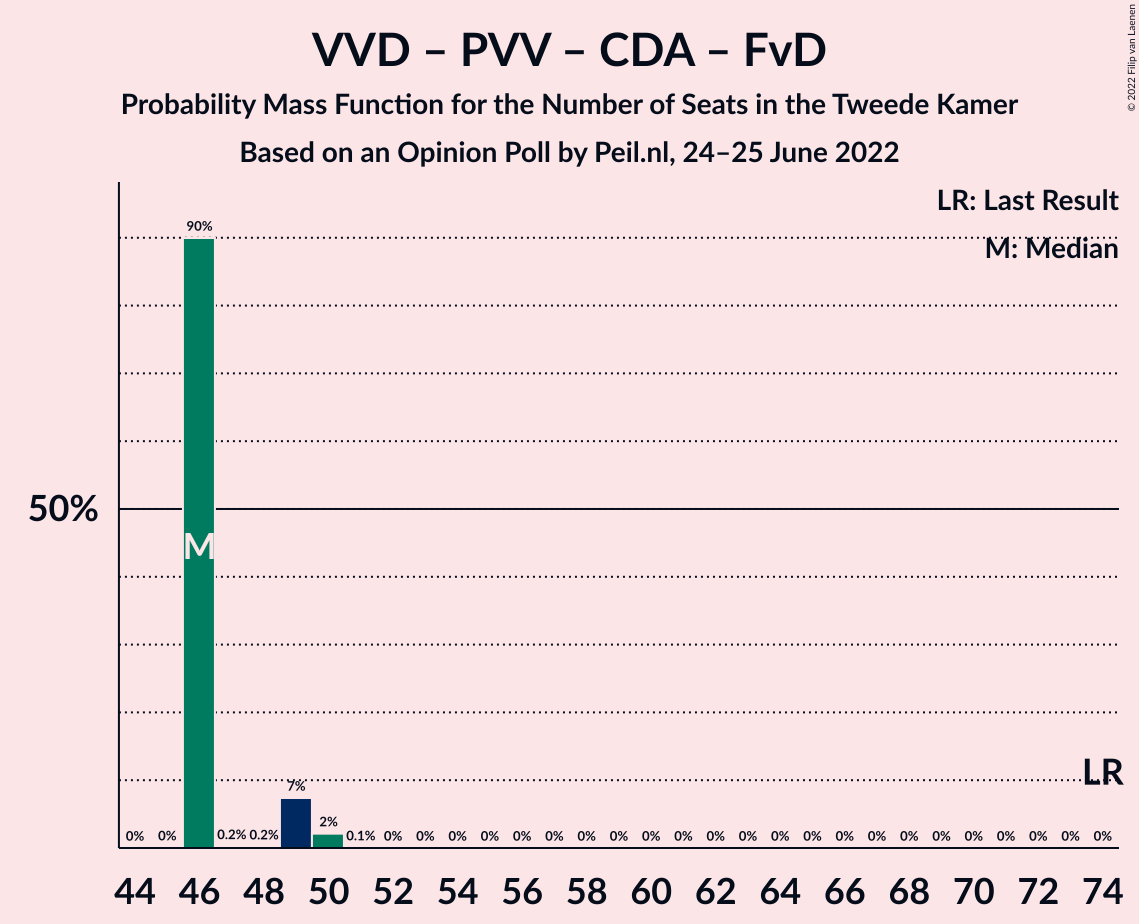 VVD – PVV – CDA – FvD
Probability Mass Function for the Number of Seats in the Tweede Kamer
Based on an Opinion Poll by Peil.nl, 24–25 June 2022
© 2022 Filip van Laenen
LR: Last Result
M: Median
90%
50%
M
LR
7%
0% 0% 0.2% 0.2% 2% 0.1% 0% 0% 0% 0% 0% 0% 0% 0% 0% 0% 0% 0% 0% 0% 0% 0% 0% 0% 0% 0% 0% 0% 0%
44 46 48 50 52 54 56 58 60 62 64 66 68 70 72 74